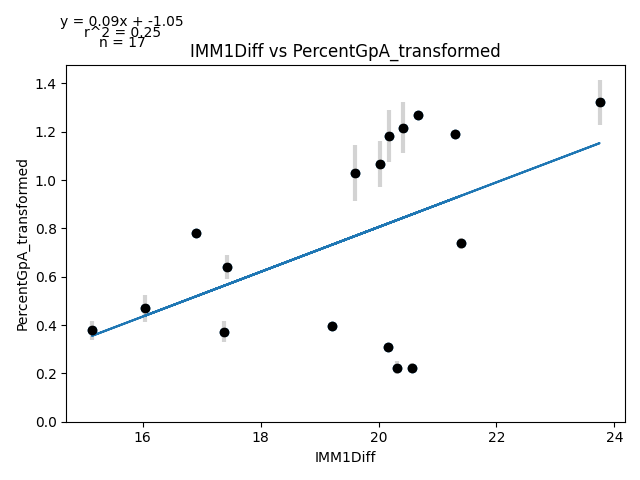 y = 0.09x + -1.05
r^2 = 0.25
n = 17
IMM1Diff vs PercentGpA_transformed
1.4
1.2
1.0
0.8
0.6
0.4
0.2
0.0
PercentGpA_transformed
16 18 20 22 24
IMM1Diff